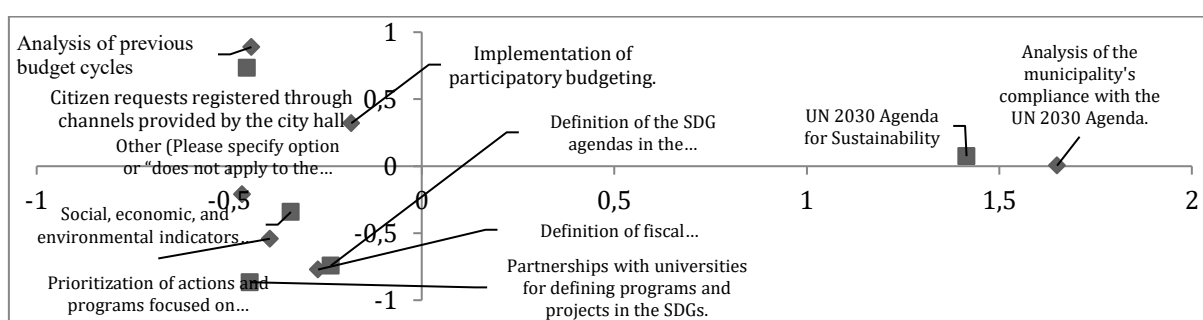 Analysis of previous
budget cycles
Citizen requests registered through
channels provided by the city hall
Other (Please specify option
or “does not apply to the…
Social, economic, and
environmental indicators…
Prioritization of actions and
programs focused on…
Implementation of
participatory budgeting.
Definition of the SDG
agendas in the…
Definition of fiscal…
Partnerships with universities
for defining programs and
projects in the SDGs.
UN 2030 Agenda
for Sustainability
Analysis of the
municipality's
compliance with the
UN 2030 Agenda.
1
0,5
0
-0,5
-1
-1
-0,5
0
0,5
1
1,5
2